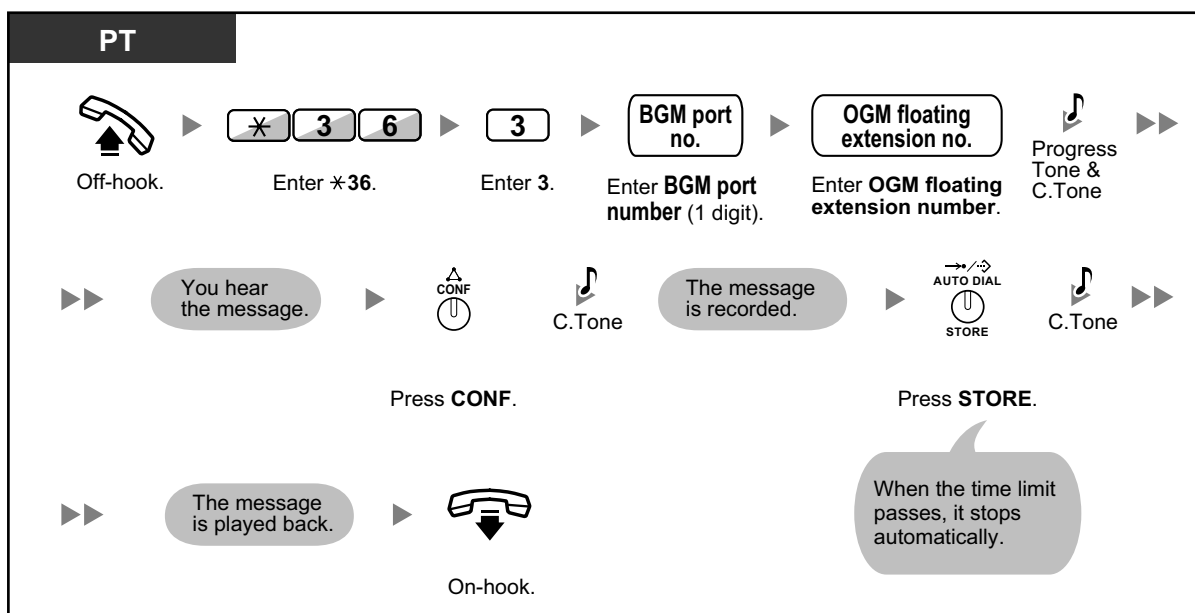 PT
✳ 3 6
3
BGM port
no.
OGM floating
extension no.
Off-hook.
Enter ✳36.
Enter 3.
Enter BGM port
number (1 digit).
Enter OGM floating
extension number.
Progress
Tone &
C.Tone
You hear
the message.
CONF
C.Tone
The message
is recorded.
AUTO DIAL
STORE
C.Tone
Press CONF.
Press STORE.
When the time limit
passes, it stops
automatically.
The message
is played back.
On-hook.